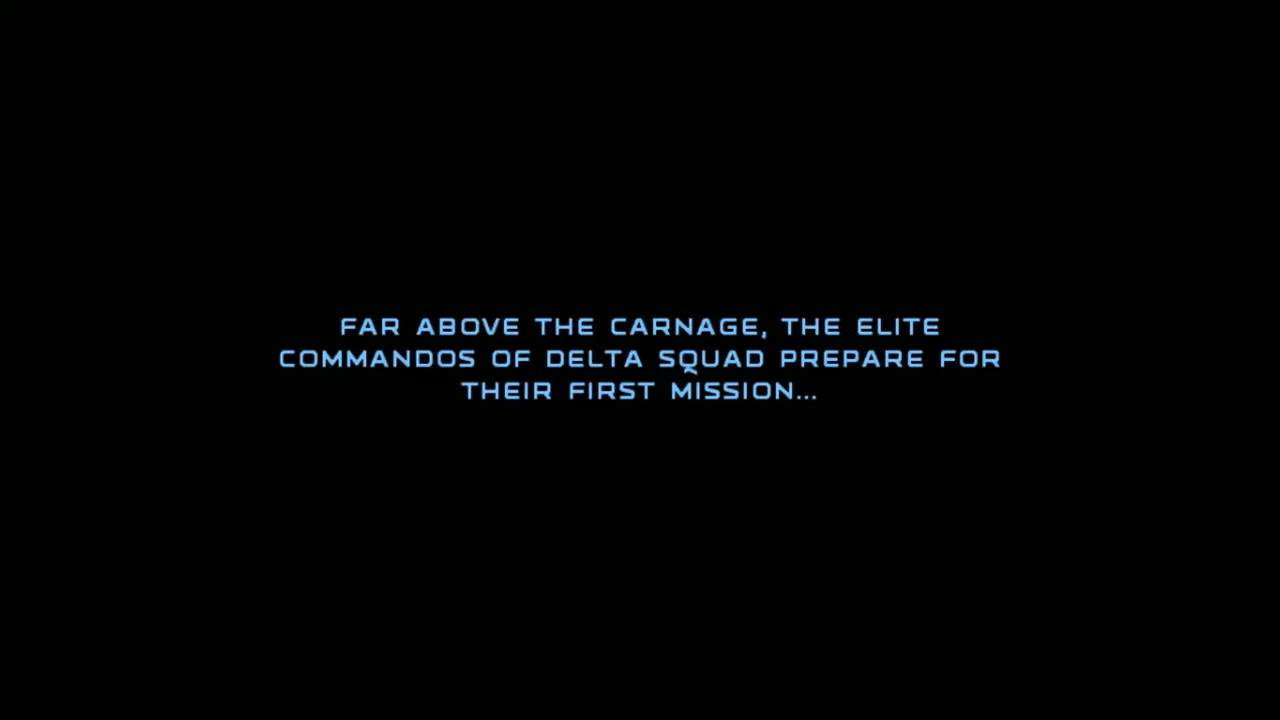 FAR ABOVE THE CARNAGE, THE ELITE
COMMANDOS OF DELTA SQUAD PREPARE FOR
THEIR FIRST MISSION...